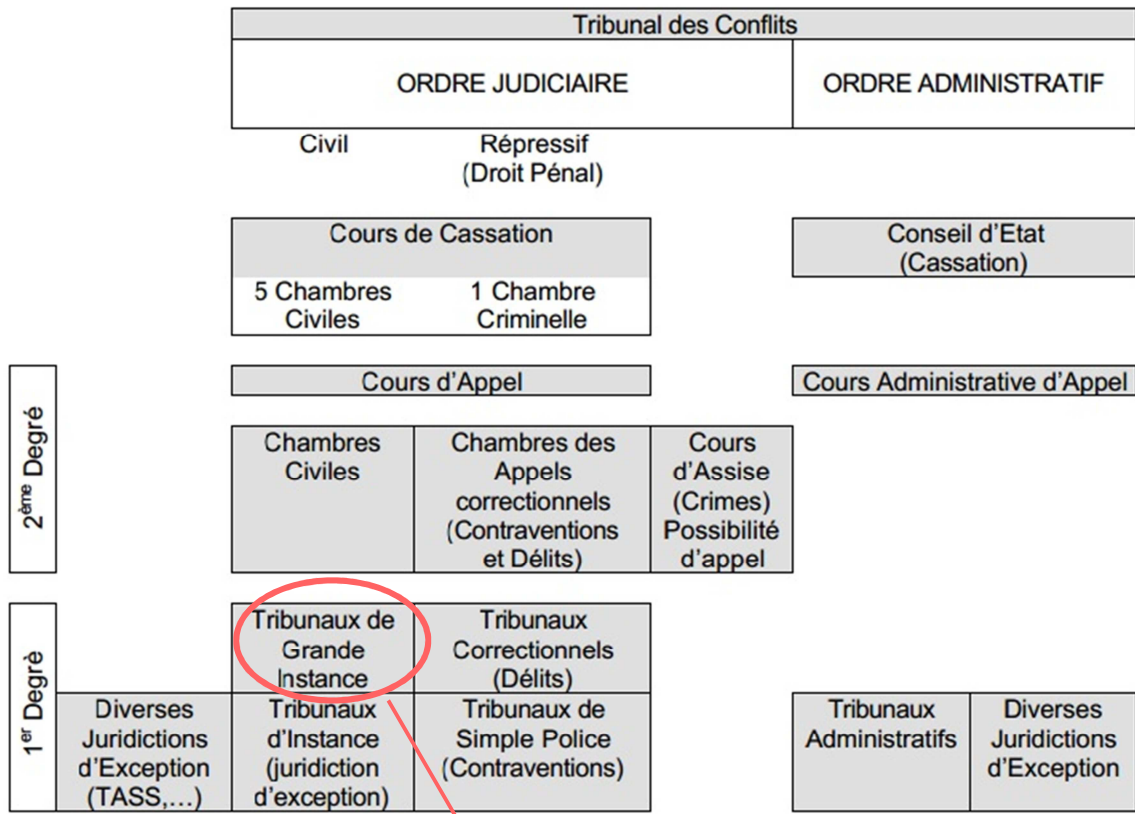 Tribunal des Conflits
ORDRE JUDICIAIRE
ORDRE ADMINISTRATIF
Civil
Répressif
(Droit Pénal)
Cours de Cassation
5 Chambres
Civiles
1 Chambre
Criminelle
Conseil d'Etat
(Cassation)
2ème Degré
Cours d'Appel
Cours Administrative d'Appel
Chambres
Civiles
Chambres des
Appels
correctionnels
(Contraventions
et Délits)
Cours
d'Assise
(Crimes)
Possibilité
d'appel
1er Degrè
Tribunaux de
Grande
Instance
Tribunaux
Correctionnels
(Délits)
Diverses
Juridictions
d'Exception
(TASS,…)
Tribunaux
d'Instance
(juridiction
d'exception)
Tribunaux de
Simple Police
(Contraventions)
Tribunaux
Administratifs
Diverses
Juridictions
d'Exception